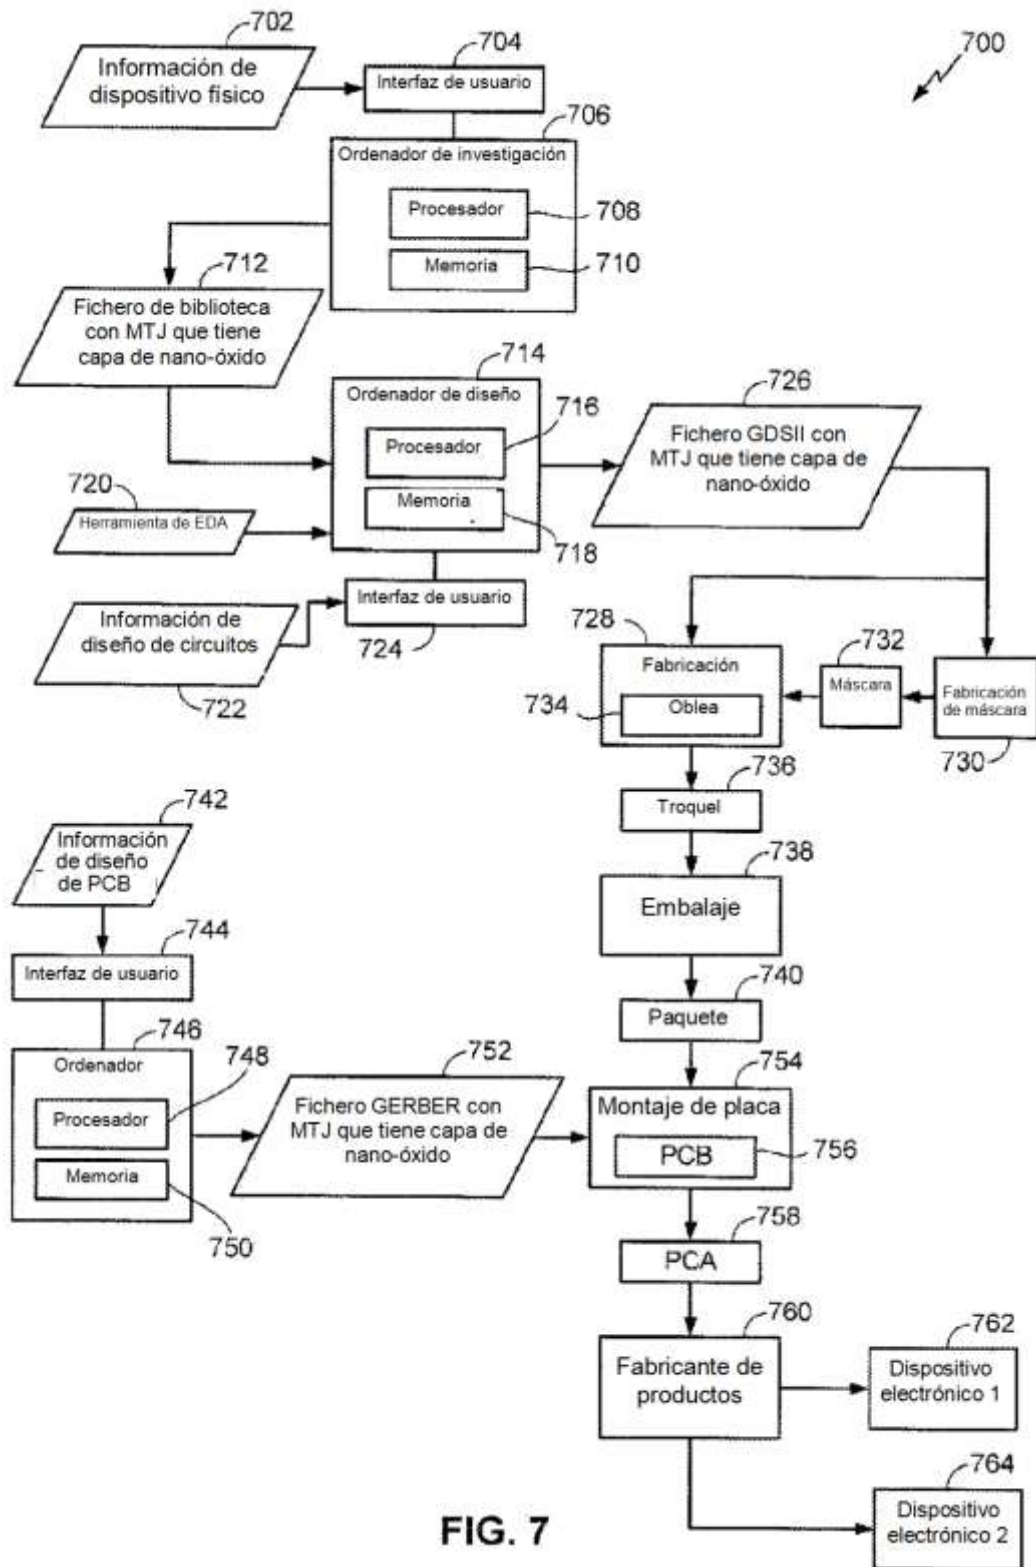 702
Información de
dispositivo físico
704
Interfaz de usuario
700
706
Ordenador de investigación
Procesador
708
Memoria
710
712
Fichero de biblioteca
con MTJ que tiene
capa de nano-óxido
714
Ordenador de diseño
716
Procesador
Memoria
718
726
Fichero GDSII con
MTJ que tiene capa de
nano-óxido
720
Herramienta de EDA
Interfaz de usuario
724
Información de
diseño de circuitos
722
728
Fabricación
734
Oblea
732
Máscara
Fabricación
de máscara
730
736
Troquel
738
Embalaje
740
Paquete
742
Información
de diseño
de PCB
744
Interfaz de usuario
746
Ordenador
748
Procesador
Memoria
750
752
Fichero GERBER con
MTJ que tiene capa de
nano-óxido
754
Montaje de placa
PCB
756
758
PCA
760
Fabricante de
productos
762
Dispositivo
electrónico 1
764
Dispositivo
electrónico 2
FIG. 7